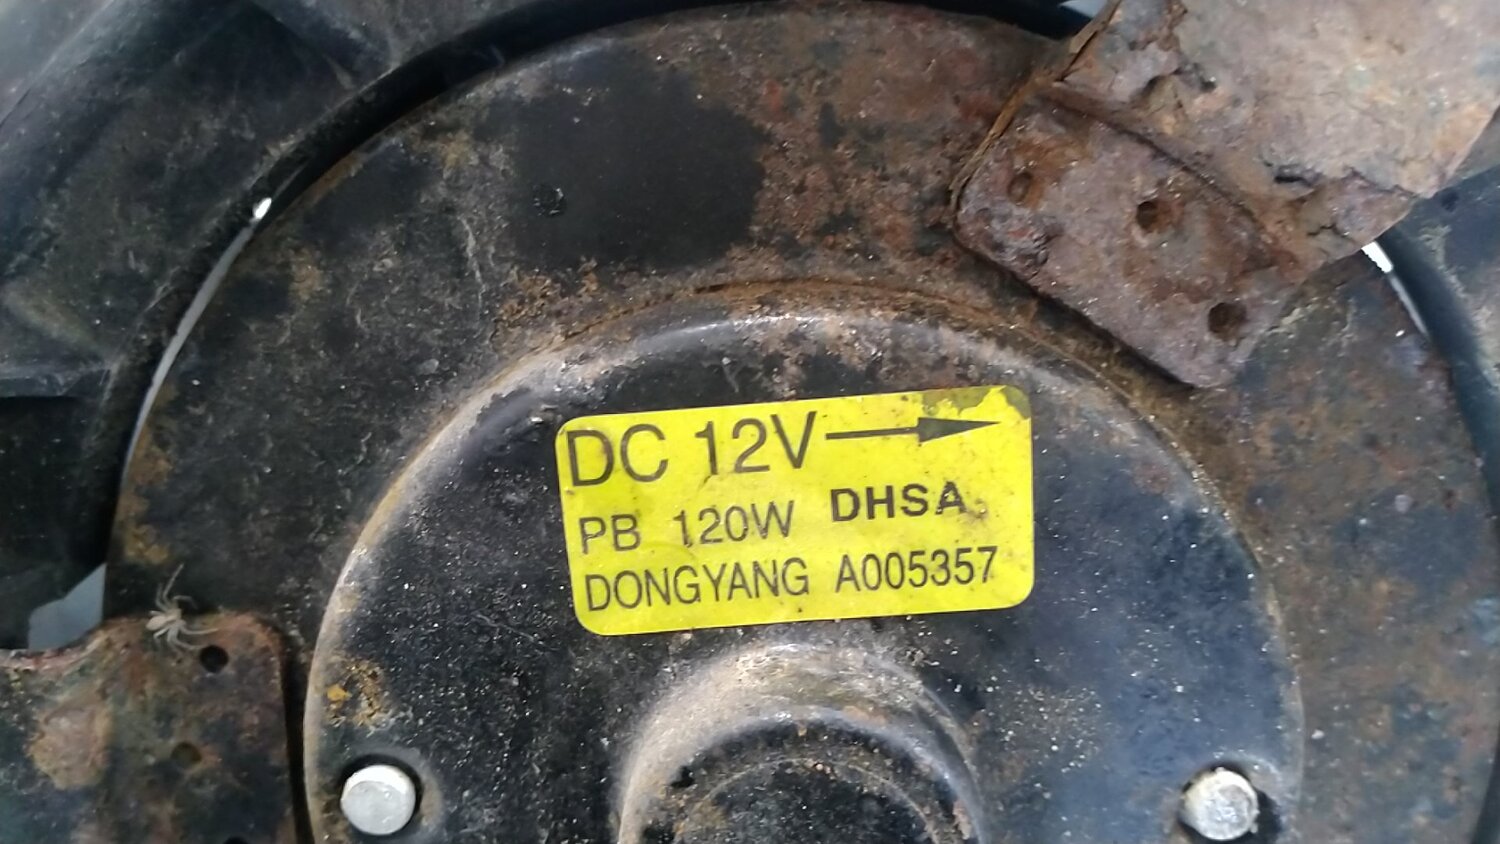 DC 12V
PB 120W DHSA
DONGYANG A005357